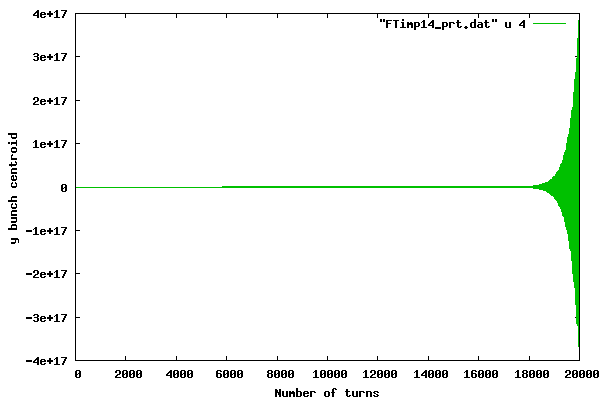 "FTimp14_prt.dat" u 4
4e+17
3e+17
2e+17
1e+17
0
-1e+17
-2e+17
-3e+17
-4e+17
y bunch centroid
0 2000 4000 6000 8000 10000 12000 14000 16000 18000 20000
Number of turns